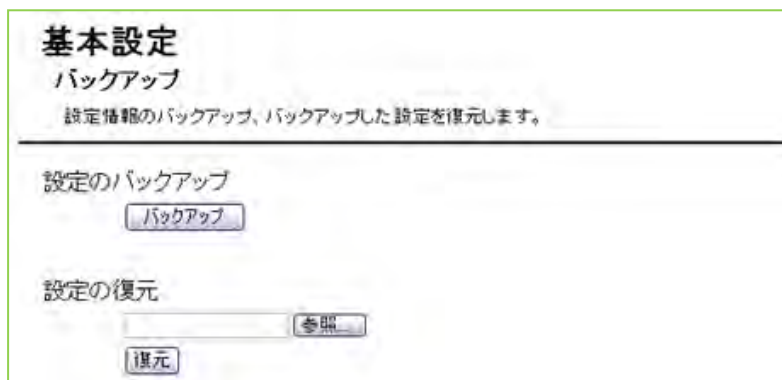 基本設定
バックアップ
設定情報のバックアップ、バックアップした設定を復元します。
設定のバックアップ
バックアップ
設定の復元
参照...
復元